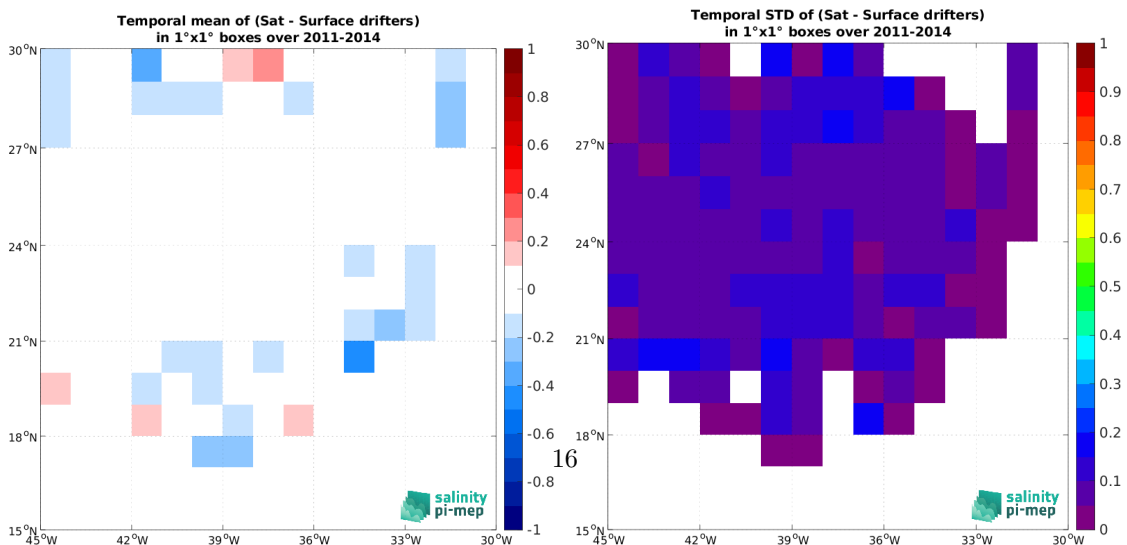 Temporal mean of (Sat - Surface drifters)
in 1°x1° boxes over 2011-2014
30°N
27°N
24°N
21°N
18°N
15°N
45°W
42°W
39°W
36°W
33°W
30°W
1
0.8
0.6
0.4
0.2
0
-0.2
-0.4
-0.6
-0.8
-1
salinity
pi-mep
16
Temporal STD of (Sat - Surface drifters)
in 1°x1° boxes over 2011-2014
30°N
27°N
24°N
21°N
18°N
15°N
45°W
42°W
39°W
36°W
33°W
30°W
1
0.9
0.8
0.7
0.6
0.5
0.4
0.3
0.2
0.1
0
salinity
pi-mep